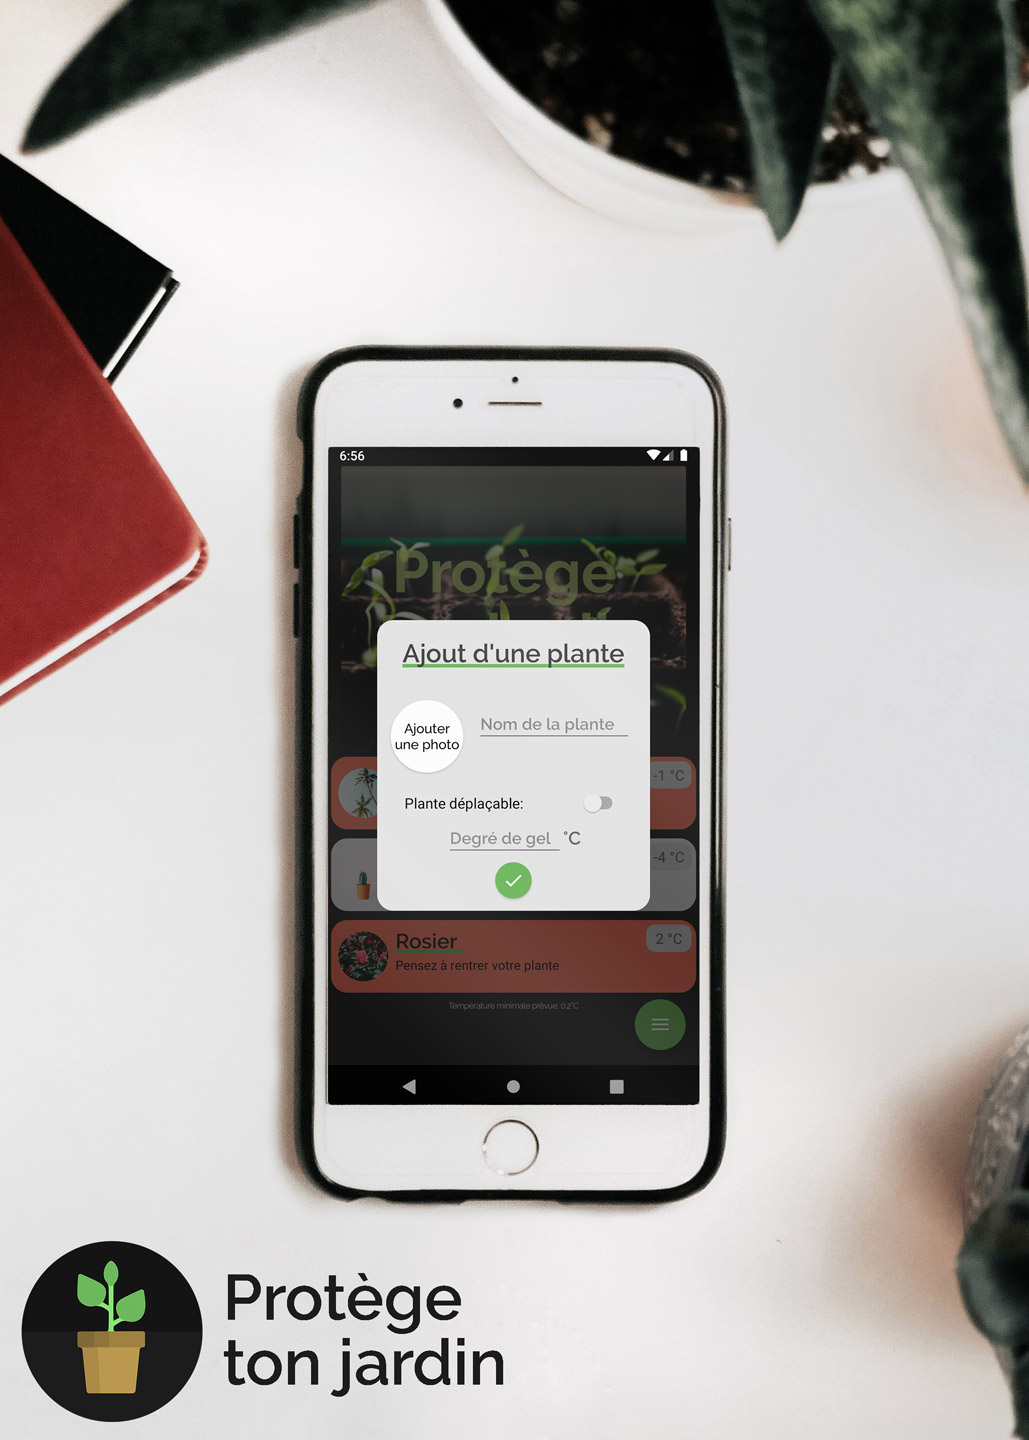 6:56
Protège
Ajout d'une plante
Ajouter
une photo
Nom de la plante
-1 °C
Plante déplaçable:
Degré de gel °C
-4 °C
Rosier
2 °C
Pensez à rentrer votre plante
Température minimale prévue: 0.2°C
Protège
ton jardin